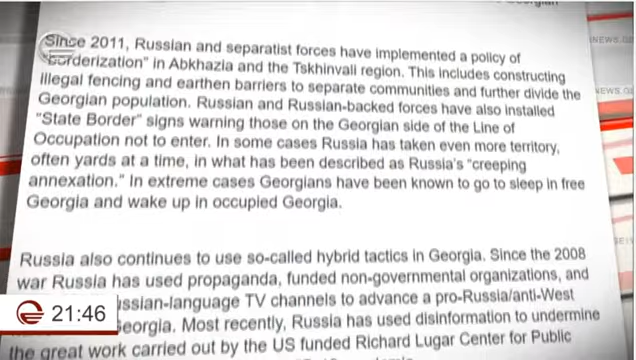 Georgian
Since 2011, Russian and separatist forces have implemented a policy of
"borderization" in Abkhazia and the Tskhinvali region. This includes constructing
illegal fencing and earthen barriers to separate communities and further divide the
Georgian population. Russian and Russian-backed forces have also installed
"State Border" signs warning those on the Georgian side of the Line of
Occupation not to enter. In some cases Russia has taken even more territory,
often yards at a time, in what has been described as Russia's "creeping
annexation." In extreme cases Georgians have been known to go to sleep in free
Georgia and wake up in occupied Georgia.
Russia also continues to use so-called hybrid tactics in Georgia. Since the 2008
war Russia has used propaganda, funded non-governmental organizations, and
ssian-language TV channels to advance a pro-Russia/anti-West
21:46
eorgia. Most recently, Russia has used disinformation to undermine
the great work carried out by the US funded Richard Lugar Center for Public